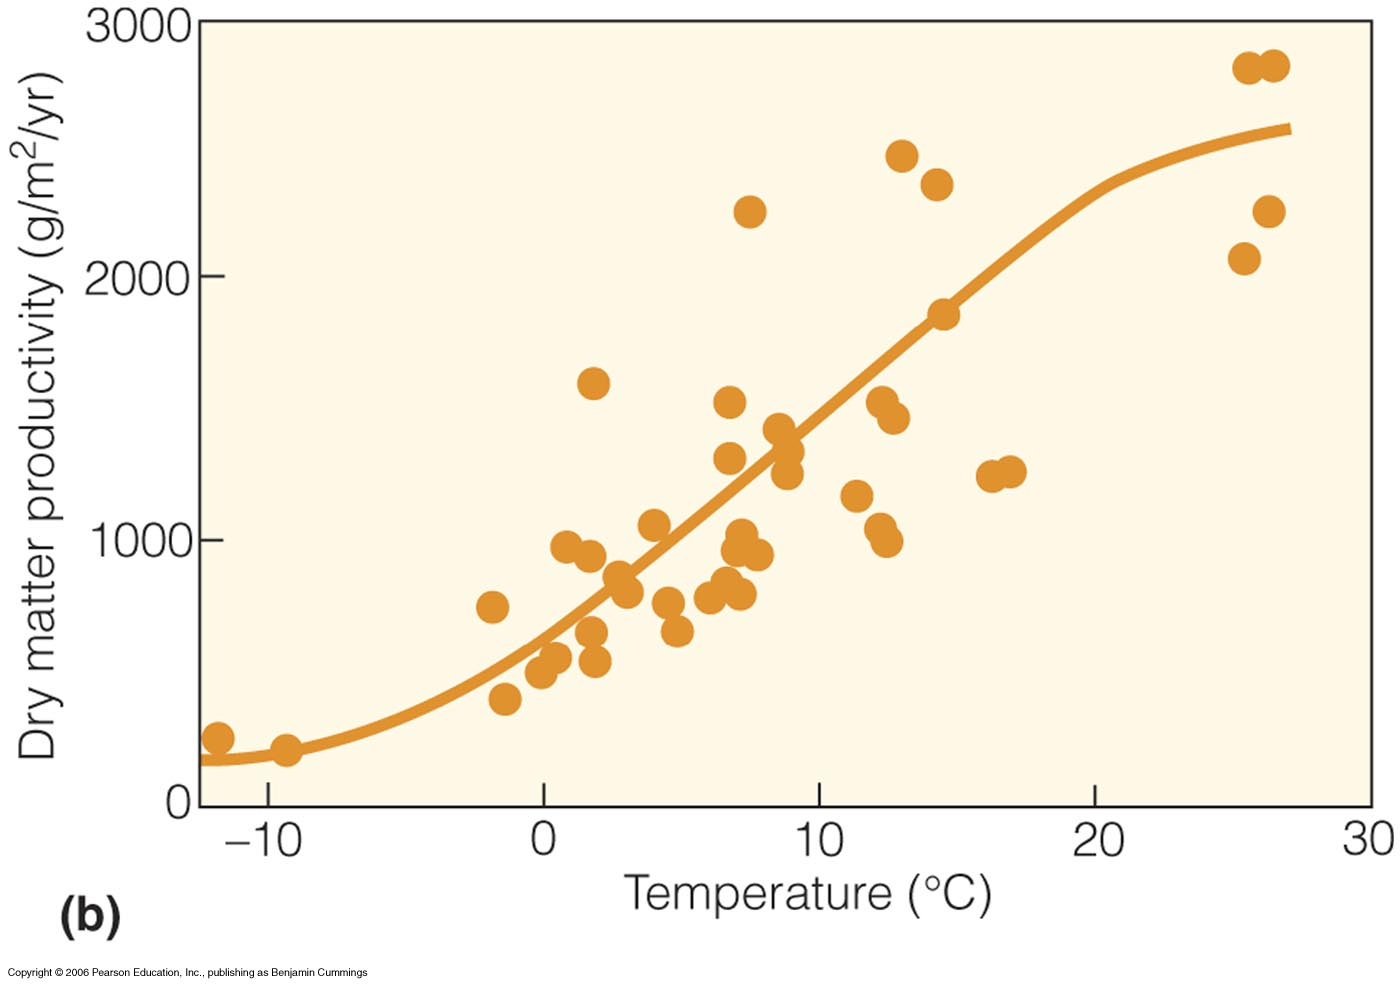 3000
2000
1000
0
Dry matter productivity (g/m²/yr)
–10 0 10 20 30
Temperature (°C)
(b)
Copyright © 2006 Pearson Education, Inc., publishing as Benjamin Cummings